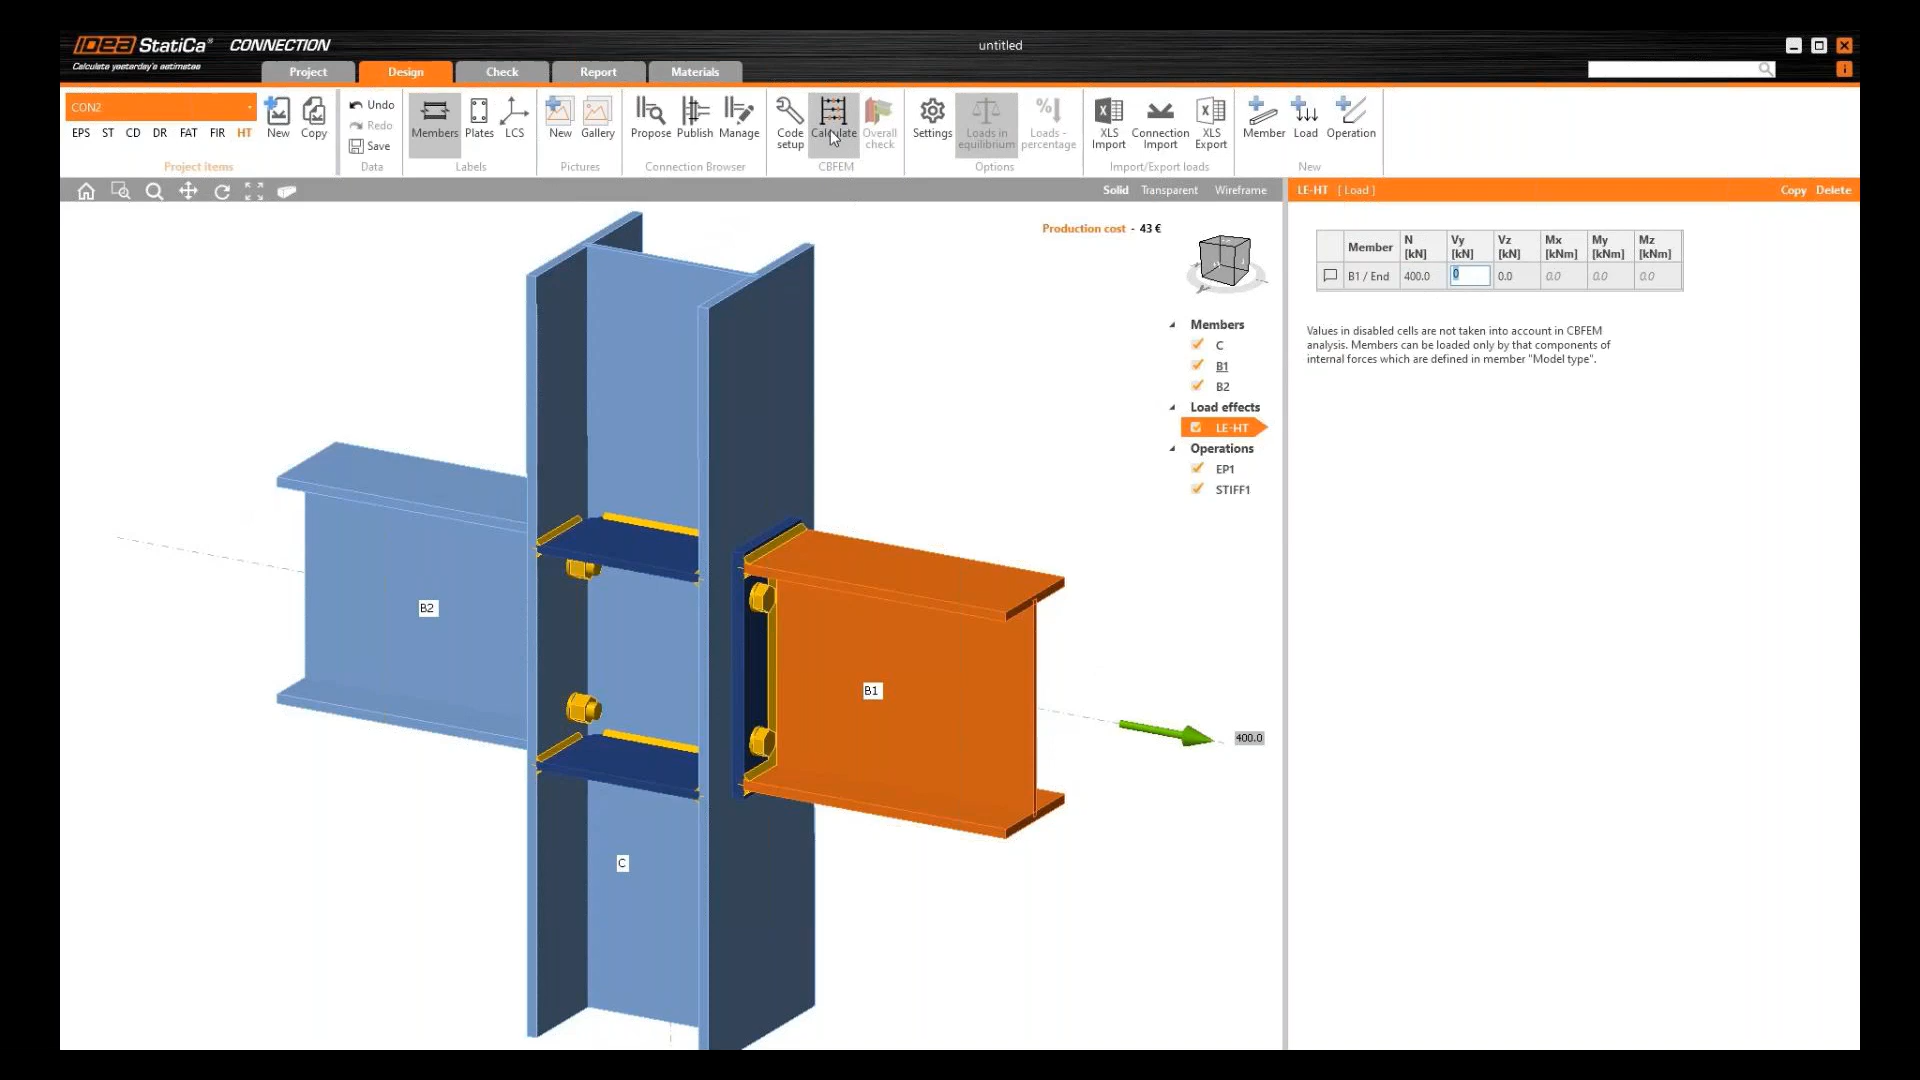 IDEA StatiCa® CONNECTION
Calculate yesterday's estimates
untitled
Project
Design
Check
Report
Materials
i
CON2
EPS ST CD DR FAT FIR HT
Project items
New
Copy
Undo
Redo
Save
Data
Members
Plates
LCS
Labels
New
Gallery
Pictures
Propose
Publish
Manage
Connection Browser
Code setup
Calculate
Overall check
CBFEM
Settings
Loads in equilibrium
Loads - percentage
Options
XLS Import
Connection Import
XLS Export
Import/Export loads
Member
Load
Operation
New
Solid Transparent Wireframe
LE-HT [ Load ]
Copy Delete
Production cost - 43 €
Members
C
B1
B2
Load effects
LE-HT
Operations
EP1
STIFF1
B2
B1
C
400.0
Member N [kN] Vy [kN] Vz [kN] Mx [kNm] My [kNm] Mz [kNm]
B1 / End 400.0 0 0.0 0.0 0.0 0.0
Values in disabled cells are not taken into account in CBFEM
analysis. Members can be loaded only by that components of
internal forces which are defined in member "Model type".